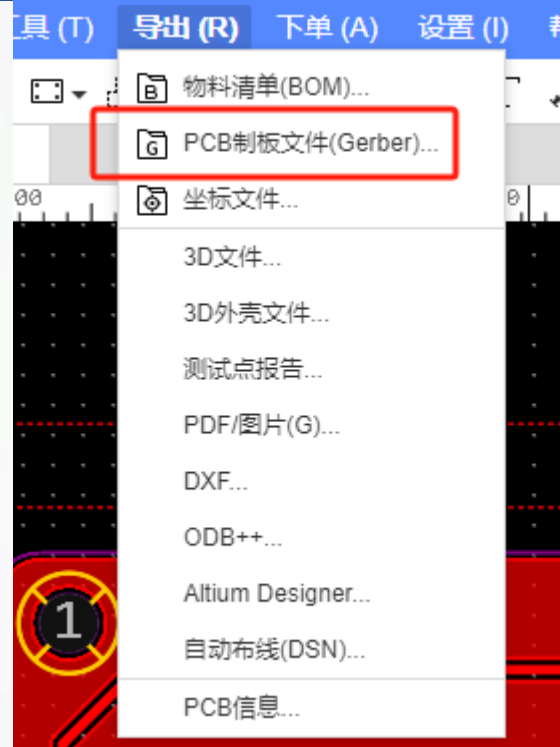 具 (T) 导出 (R) 下单 (A) 设置 (I)
B 物料清单(BOM)...
G PCB制板文件(Gerber)...
00 坐标文件... 0
3D文件...
3D外壳文件...
测试点报告...
PDF/图片(G)...
DXF...
ODB++...
Altium Designer...
1
自动布线(DSN)...
PCB信息...